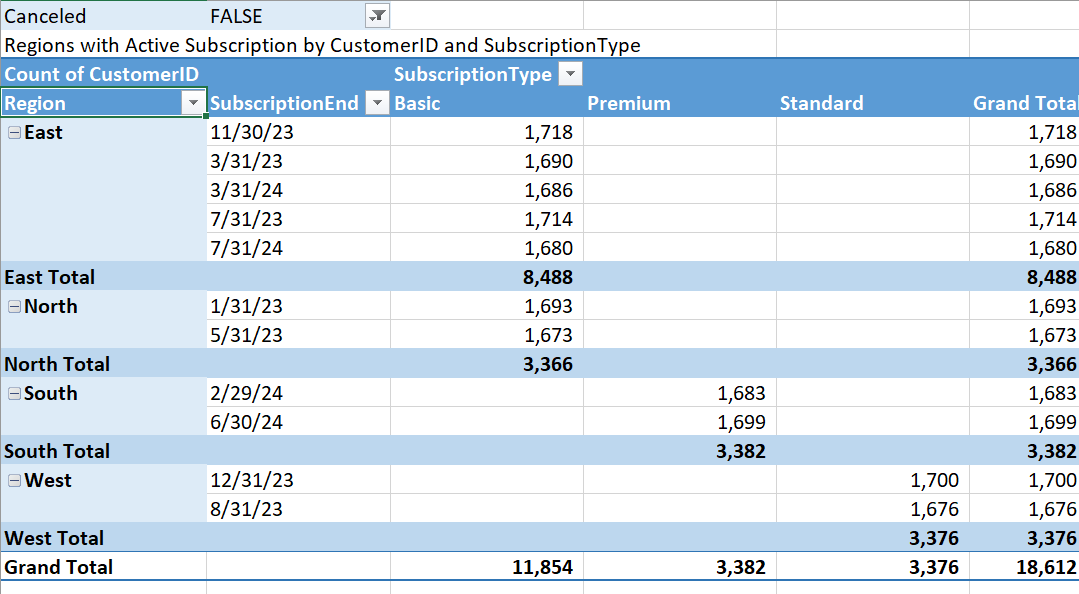 Canceled FALSE
Regions with Active Subscription by CustomerID and SubscriptionType
Count of CustomerID SubscriptionType
Region SubscriptionEnd Basic Premium Standard Grand Total
East 11/30/23 1,718 1,718
3/31/23 1,690 1,690
3/31/24 1,686 1,686
7/31/23 1,714 1,714
7/31/24 1,680 1,680
East Total 8,488 8,488
North 1/31/23 1,693 1,693
5/31/23 1,673 1,673
North Total 3,366 3,366
South 2/29/24 1,683 1,683
6/30/24 1,699 1,699
South Total 3,382 3,382
West 12/31/23 1,700 1,700
8/31/23 1,676 1,676
West Total 3,376 3,376
Grand Total 11,854 3,382 3,376 18,612